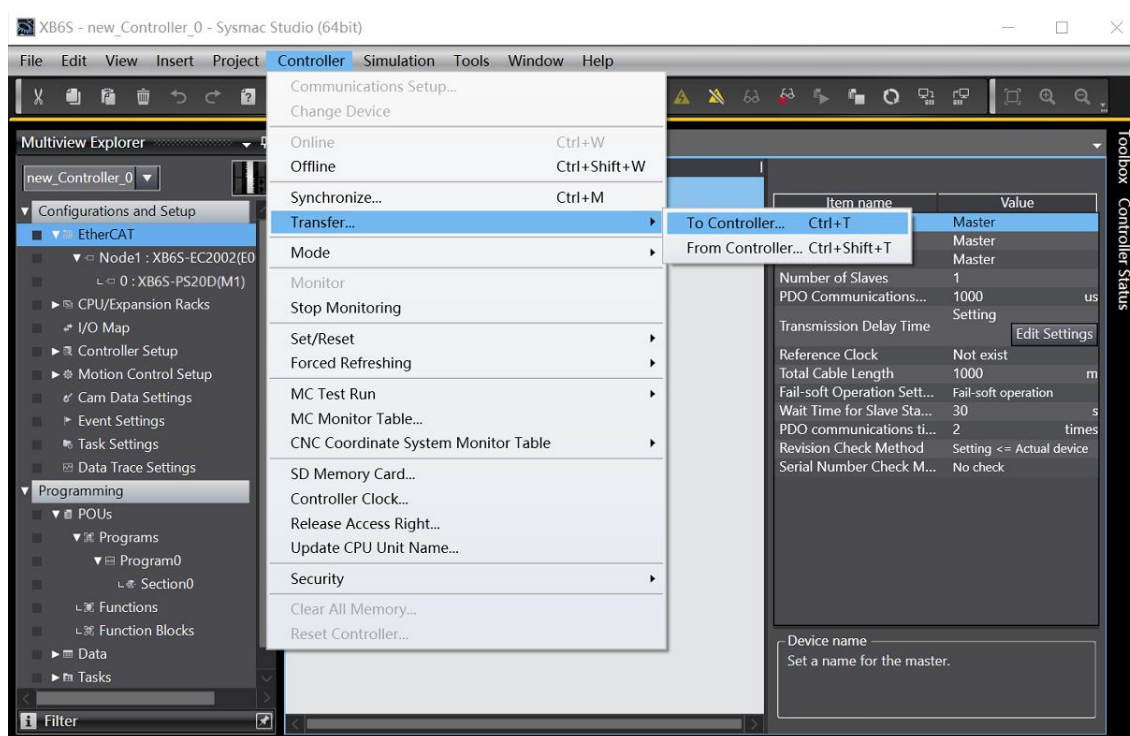 XB6S - new_Controller_0 - Sysmac Studio (64bit)
File Edit View Insert Project Controller Simulation Tools Window Help
Multiview Explorer
new_Controller_0
Configurations and Setup
EtherCAT
Node1 : XB6S-EC2002(E0
0 : XB6S-PS20D(M1)
CPU/Expansion Racks
I/O Map
Controller Setup
Motion Control Setup
Cam Data Settings
Event Settings
Task Settings
Data Trace Settings
Programming
POUs
Programs
Program0
Section0
Functions
Function Blocks
Data
Tasks
Filter
Communications Setup...
Change Device
Online Ctrl+W
Offline Ctrl+Shift+W
Synchronize... Ctrl+M
Transfer...
Mode
Monitor
Stop Monitoring
Set/Reset
Forced Refreshing
MC Test Run
MC Monitor Table...
CNC Coordinate System Monitor Table
SD Memory Card...
Controller Clock...
Release Access Right...
Update CPU Unit Name...
Security
Clear All Memory...
Reset Controller...
To Controller... Ctrl+T
From Controller... Ctrl+Shift+T
Item name Value
Master
Master
Master
Number of Slaves 1
PDO Communications... 1000 us
Transmission Delay Time Setting
Edit Settings
Reference Clock Not exist
Total Cable Length 1000 m
Fail-soft Operation Sett... Fail-soft operation
Wait Time for Slave Sta... 30 s
PDO communications ti... 2 times
Revision Check Method Setting <= Actual device
Serial Number Check M... No check
Device name
Set a name for the master.
Toolbox
Controller Status